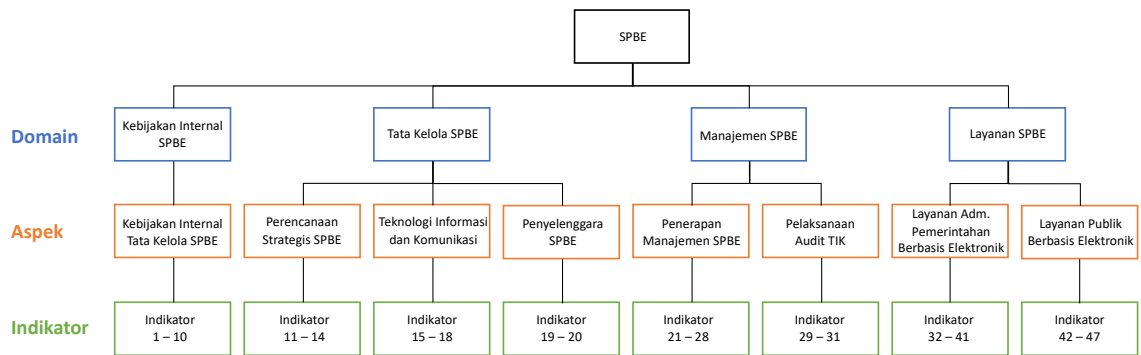 SPBE
Domain
Kebijakan Internal
SPBE
Tata Kelola SPBE
Manajemen SPBE
Layanan SPBE
Aspek
Kebijakan Internal
Tata Kelola SPBE
Perencanaan
Strategis SPBE
Teknologi Informasi
dan Komunikasi
Penyelenggara
SPBE
Penerapan
Manajemen SPBE
Pelaksanaan
Audit TIK
Layanan Adm.
Pemerintahan
Berbasis Elektronik
Layanan Publik
Berbasis Elektronik
Indikator
Indikator
1 – 10
Indikator
11 – 14
Indikator
15 – 18
Indikator
19 – 20
Indikator
21 – 28
Indikator
29 – 31
Indikator
32 – 41
Indikator
42 – 47